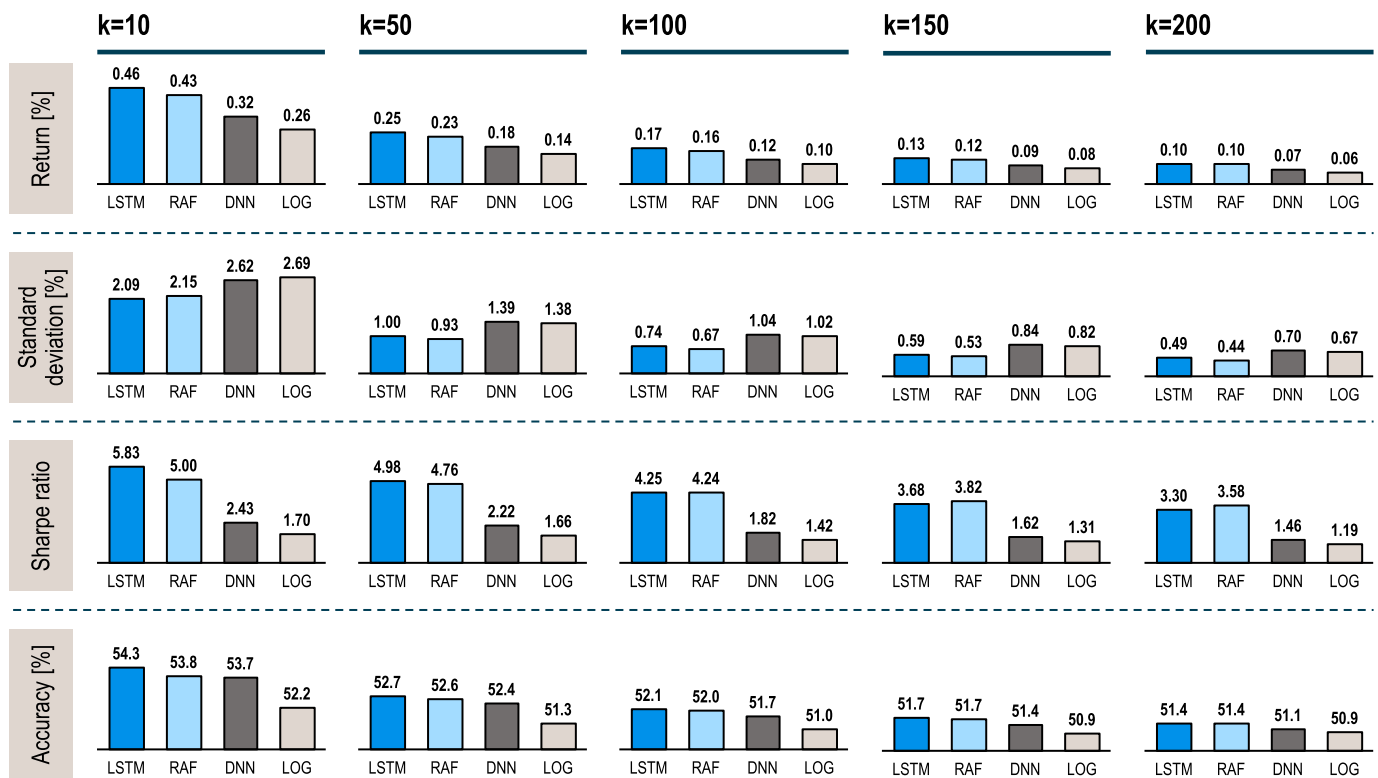 k=10 k=50 k=100 k=150 k=200
Return [%]
0.46 0.43 0.32 0.26
LSTM RAF DNN LOG
0.25 0.23 0.18 0.14
LSTM RAF DNN LOG
0.17 0.16 0.12 0.10
LSTM RAF DNN LOG
0.13 0.12 0.09 0.08
LSTM RAF DNN LOG
0.10 0.10 0.07 0.06
LSTM RAF DNN LOG
Standard
deviation [%]
2.09 2.15 2.62 2.69
LSTM RAF DNN LOG
1.00 0.93 1.39 1.38
LSTM RAF DNN LOG
0.74 0.67 1.04 1.02
LSTM RAF DNN LOG
0.59 0.53 0.84 0.82
LSTM RAF DNN LOG
0.49 0.44 0.70 0.67
LSTM RAF DNN LOG
Sharpe ratio
5.83 5.00 2.43 1.70
LSTM RAF DNN LOG
4.98 4.76 2.22 1.66
LSTM RAF DNN LOG
4.25 4.24 1.82 1.42
LSTM RAF DNN LOG
3.68 3.82 1.62 1.31
LSTM RAF DNN LOG
3.30 3.58 1.46 1.19
LSTM RAF DNN LOG
Accuracy [%]
54.3 53.8 53.7 52.2
LSTM RAF DNN LOG
52.7 52.6 52.4 51.3
LSTM RAF DNN LOG
52.1 52.0 51.7 51.0
LSTM RAF DNN LOG
51.7 51.7 51.4 50.9
LSTM RAF DNN LOG
51.4 51.4 51.1 50.9
LSTM RAF DNN LOG